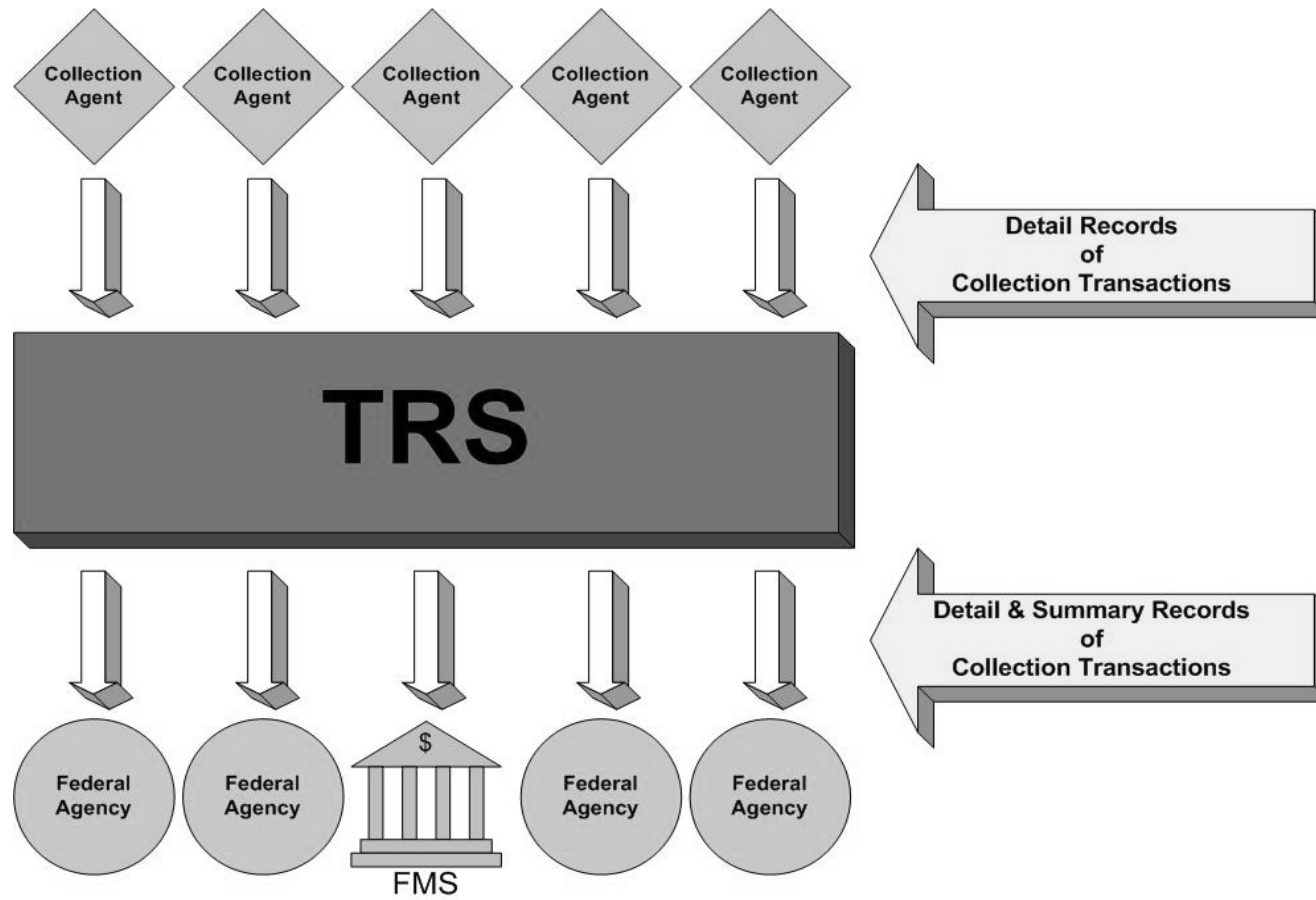 Collection
Agent
Collection
Agent
Collection
Agent
Collection
Agent
Collection
Agent
Detail Records
of
Collection Transactions
TRS
Detail & Summary Records
of
Collection Transactions
$
Federal
Agency
Federal
Agency
Federal
Agency
Federal
Agency
FMS